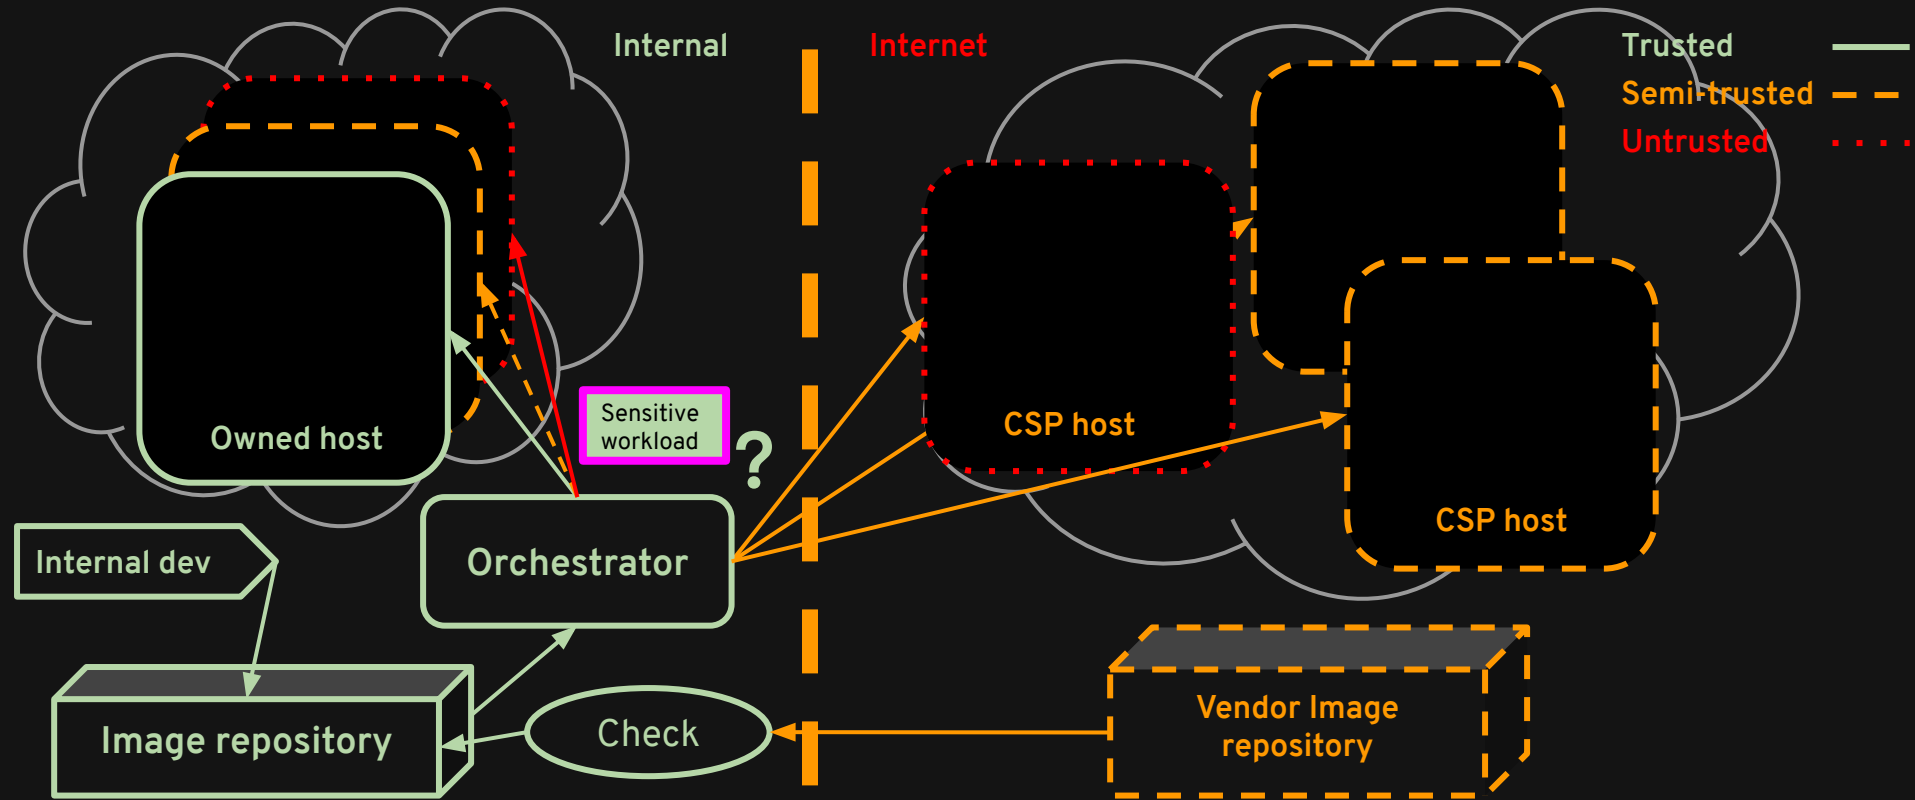 Internal
Internet
Trusted
Semi-trusted
Untrusted
Sensitive
workload
?
Owned host
CSP host
CSP host
Internal dev
Orchestrator
Image repository
Check
Vendor Image
repository